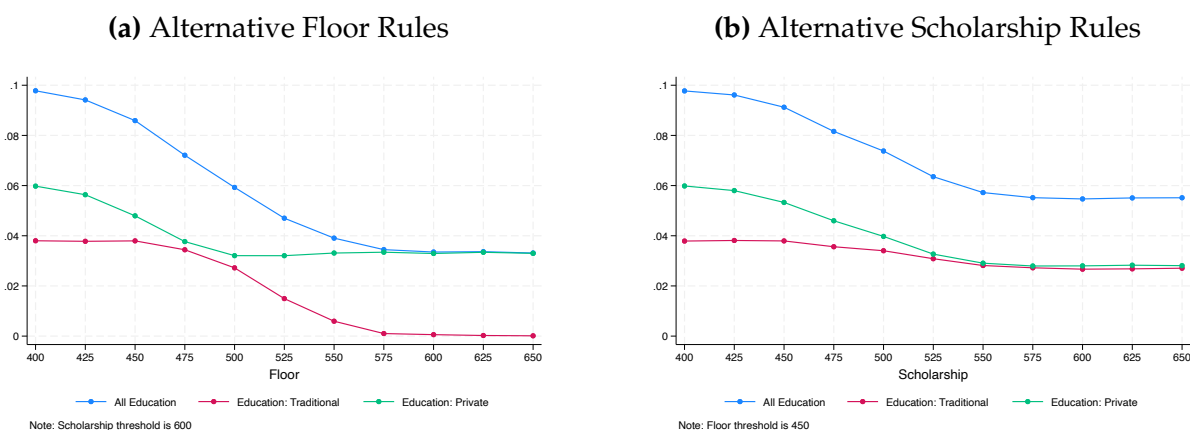 (a) Alternative Floor Rules
.1
.08
.06
.04
.02
0
400 425 450 475 500 525 550 575 600 625 650
Floor
All Education Education: Traditional Education: Private
Note: Scholarship threshold is 600
(b) Alternative Scholarship Rules
.1
.08
.06
.04
.02
0
400 425 450 475 500 525 550 575 600 625 650
Scholarship
All Education Education: Traditional Education: Private
Note: Floor threshold is 450